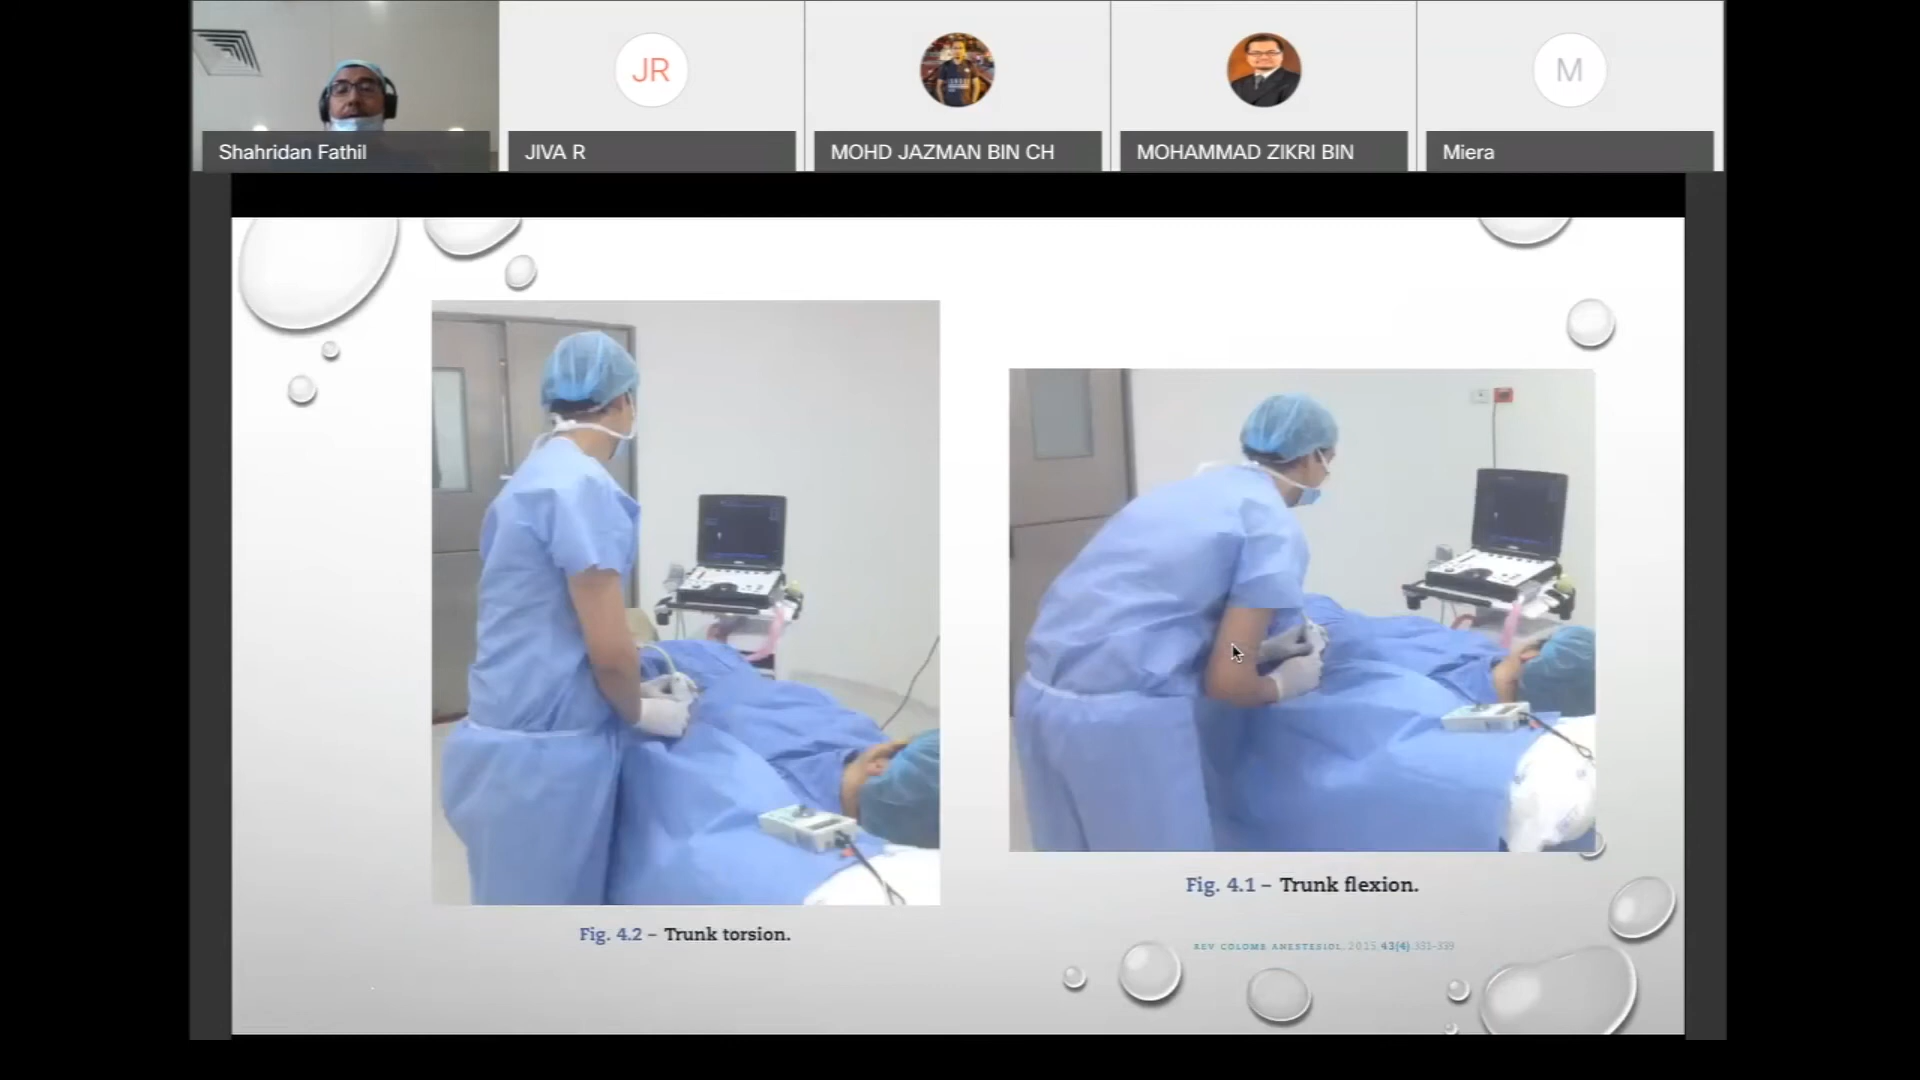 Shahridan Fathil
JR
JIVA R
MOHD JAZMAN BIN CH
MOHAMMAD ZIKRI BIN
M
Miera
Fig. 4.2 – Trunk torsion.
Fig. 4.1 – Trunk flexion.
REV COLOMB ANESTESIOL. 2015;43(4):331–339